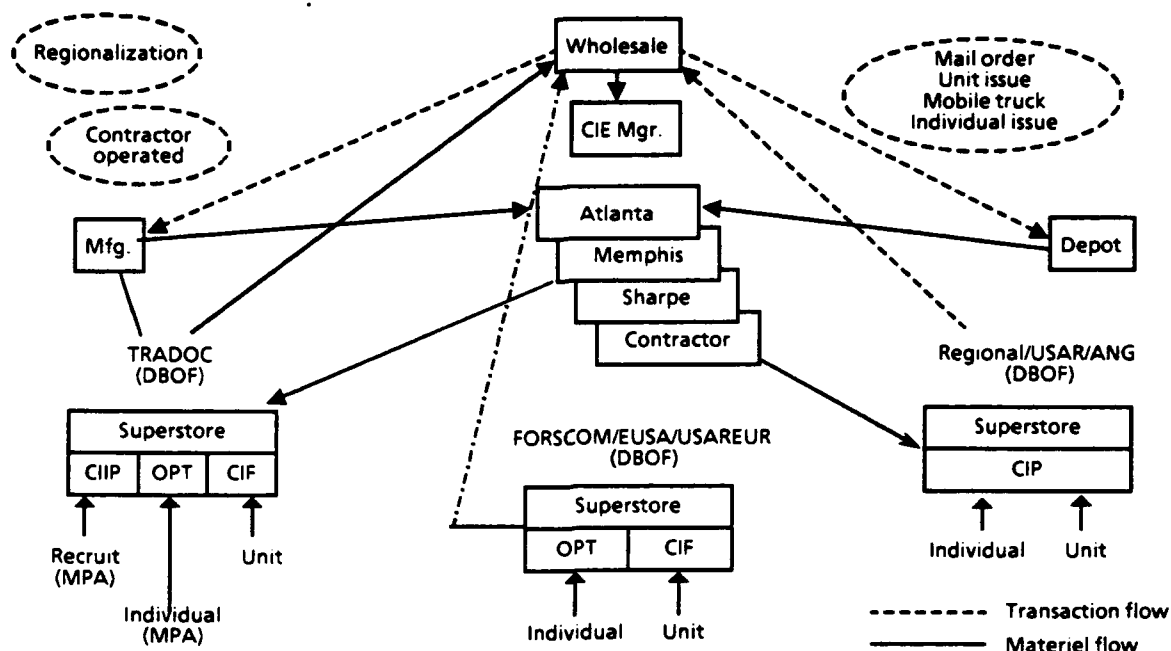 Regionalization
Contractor
operated
Wholesale
CIE Mgr.
Mail order
Unit issue
Mobile truck
Individual issue
Mfg.
Atlanta
Memphis
Sharpe
Contractor
Depot
TRADOC
(DBOF)
Superstore
CIIP
OPT
CIF
Recruit
(MPA)
Individual
(MPA)
Unit
FORSCOM/EUSA/USAREUR
(DBOF)
Superstore
OPT
CIF
Individual
Unit
Regional/USAR/ANG
(DBOF)
Superstore
CIP
Individual
Unit
Transaction flow
Materiel flow